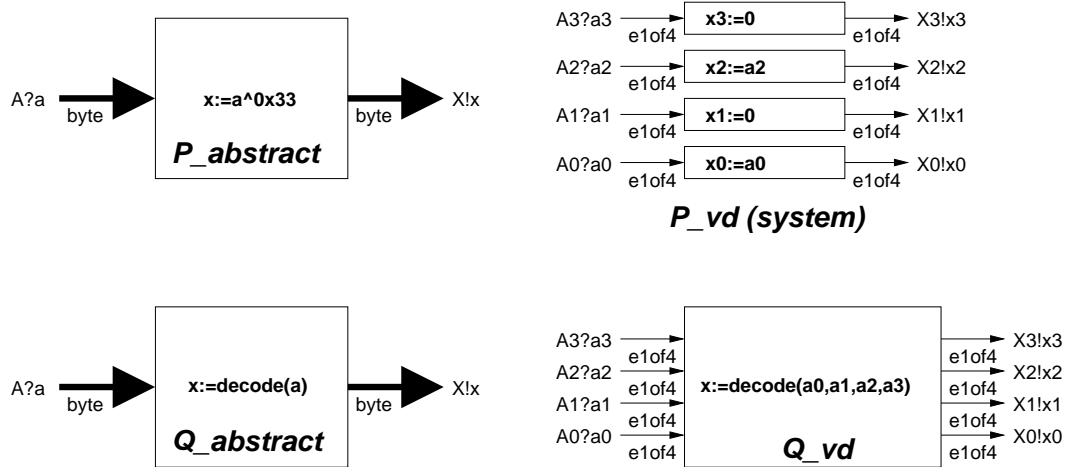 A?a
byte
x:=a^0x33
P_abstract
byte
X!x
A3?a3
e1of4
x3:=0
e1of4
X3!x3
A2?a2
e1of4
x2:=a2
e1of4
X2!x2
A1?a1
e1of4
x1:=0
e1of4
X1!x1
A0?a0
e1of4
x0:=a0
e1of4
X0!x0
P_vd (system)
A?a
byte
x:=decode(a)
Q_abstract
byte
X!x
A3?a3
e1of4
A2?a2
e1of4
A1?a1
e1of4
A0?a0
e1of4
x:=decode(a0,a1,a2,a3)
Q_vd
X3!x3
e1of4
X2!x2
e1of4
X1!x1
e1of4
X0!x0
e1of4